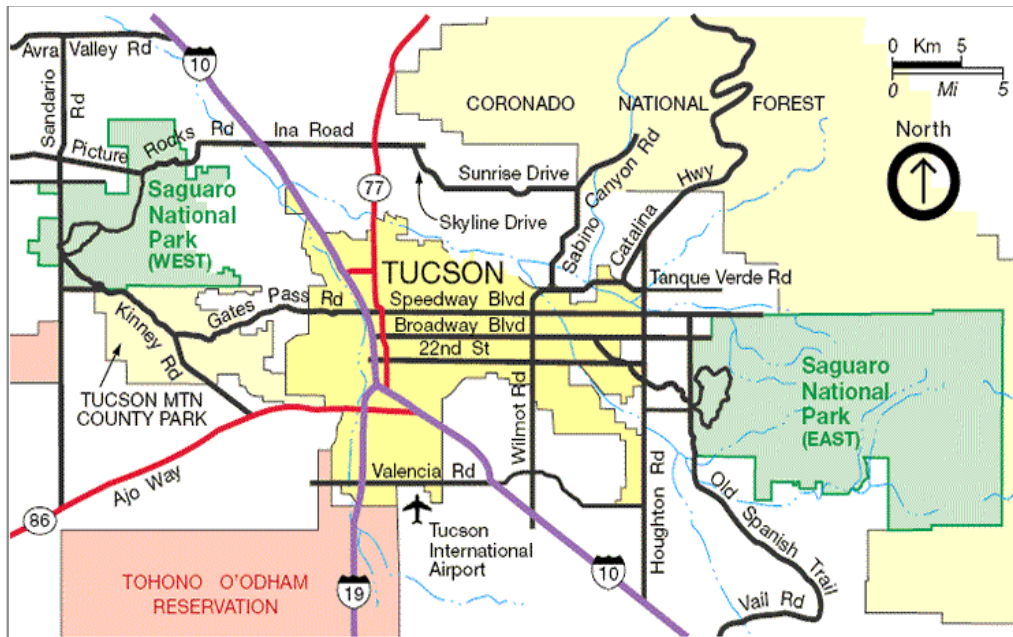 Avra Valley Rd
10
0 Km 5
0 Mi 5
CORONADO NATIONAL FOREST
Sandario Rd
Picture Rocks Rd
Ina Road
North
77
Sunrise Drive
Skyline Drive
Sabino Canyon Rd
Catalina Hwy
Saguaro
National
Park
(WEST)
TUCSON
Tanque Verde Rd
Gates Pass Rd
Speedway Blvd
Broadway Blvd
22nd St
Kinney Rd
TUCSON MTN
COUNTY PARK
Saguaro
National
Park
(EAST)
Wilmot Rd
Ajo Way
Valencia Rd
Houghton Rd
Old Spanish Trail
86
Tucson
International
Airport
TOHONO O'ODHAM
RESERVATION
19
10
Vail Rd